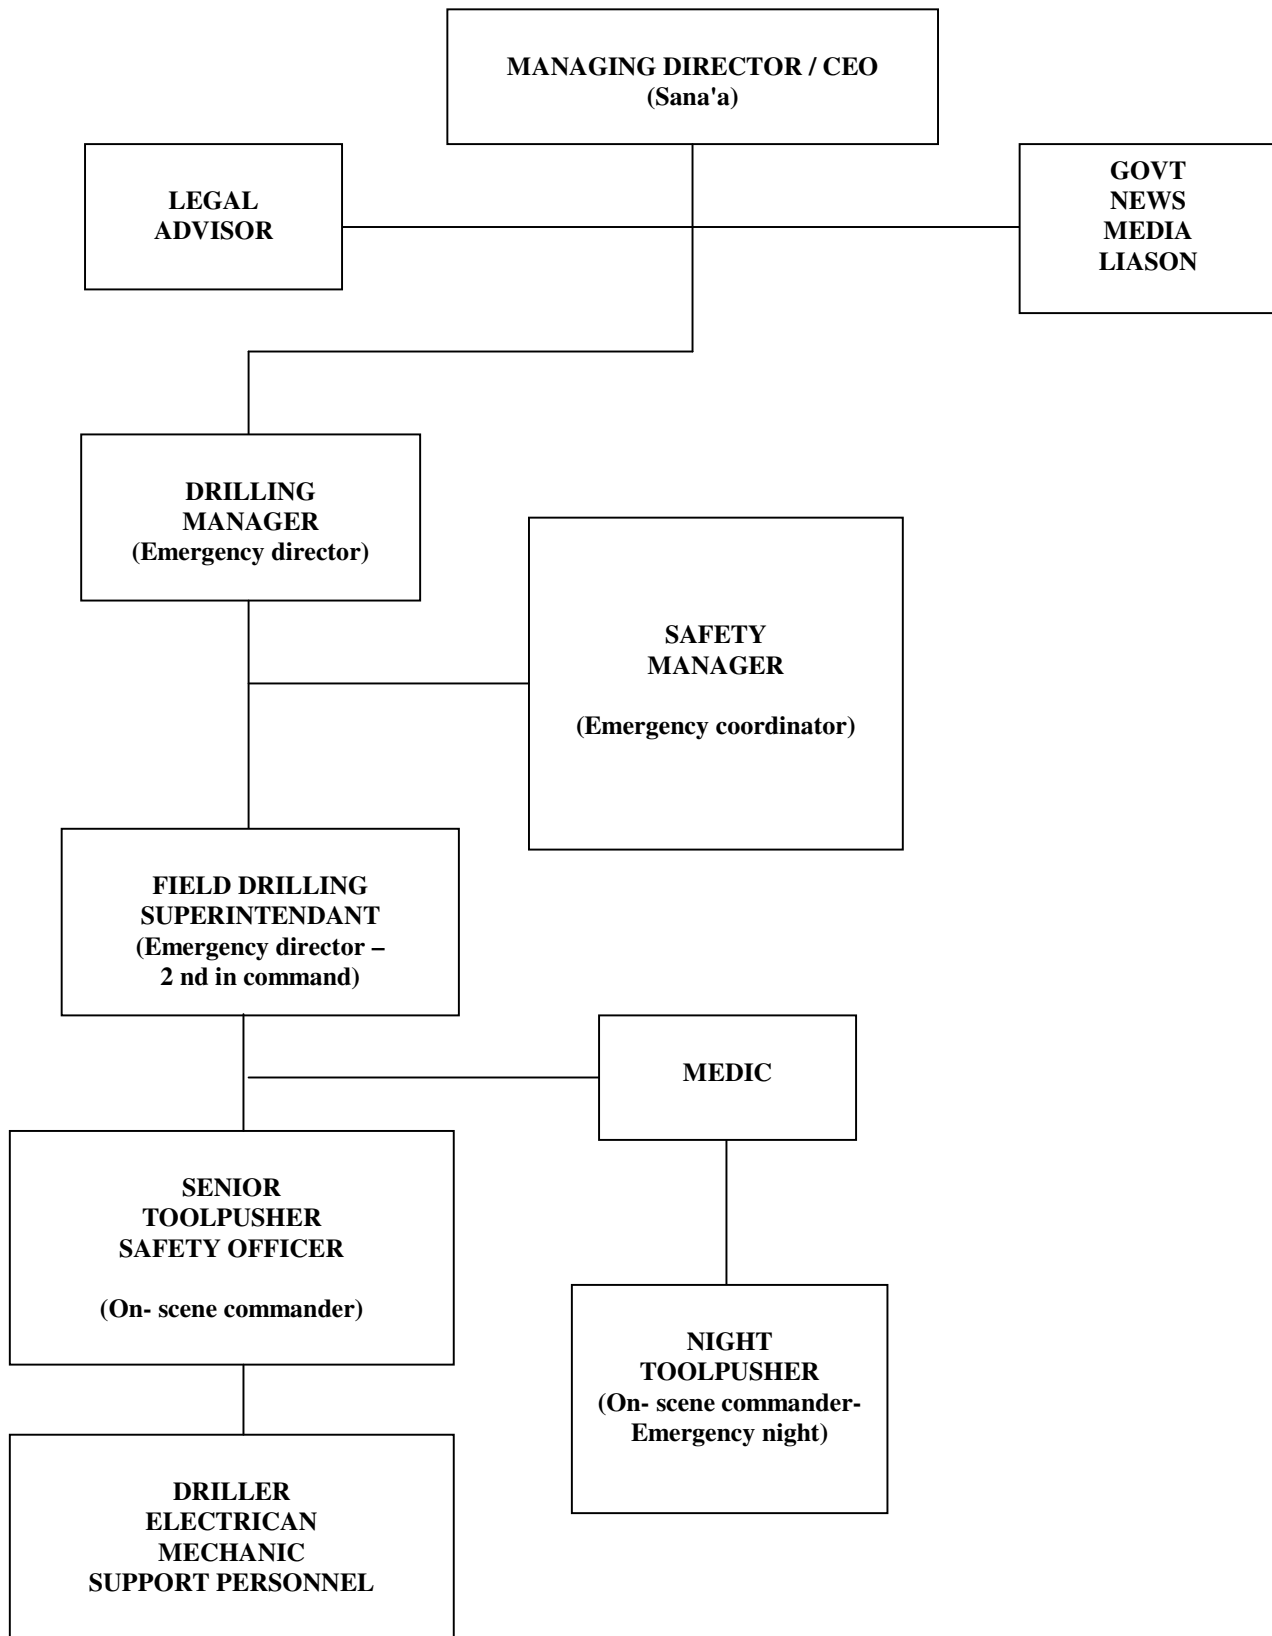 MANAGING DIRECTOR / CEO
(Sana'a)
LEGAL
ADVISOR
GOVT
NEWS
MEDIA
LIASON
DRILLING
MANAGER
(Emergency director)
SAFETY
MANAGER
(Emergency coordinator)
FIELD DRILLING
SUPERINTENDANT
(Emergency director –
2 nd in command)
MEDIC
SENIOR
TOOLPUSHER
SAFETY OFFICER
(On- scene commander)
NIGHT
TOOLPUSHER
(On- scene commander-
Emergency night)
DRILLER
ELECTRICAN
MECHANIC
SUPPORT PERSONNEL